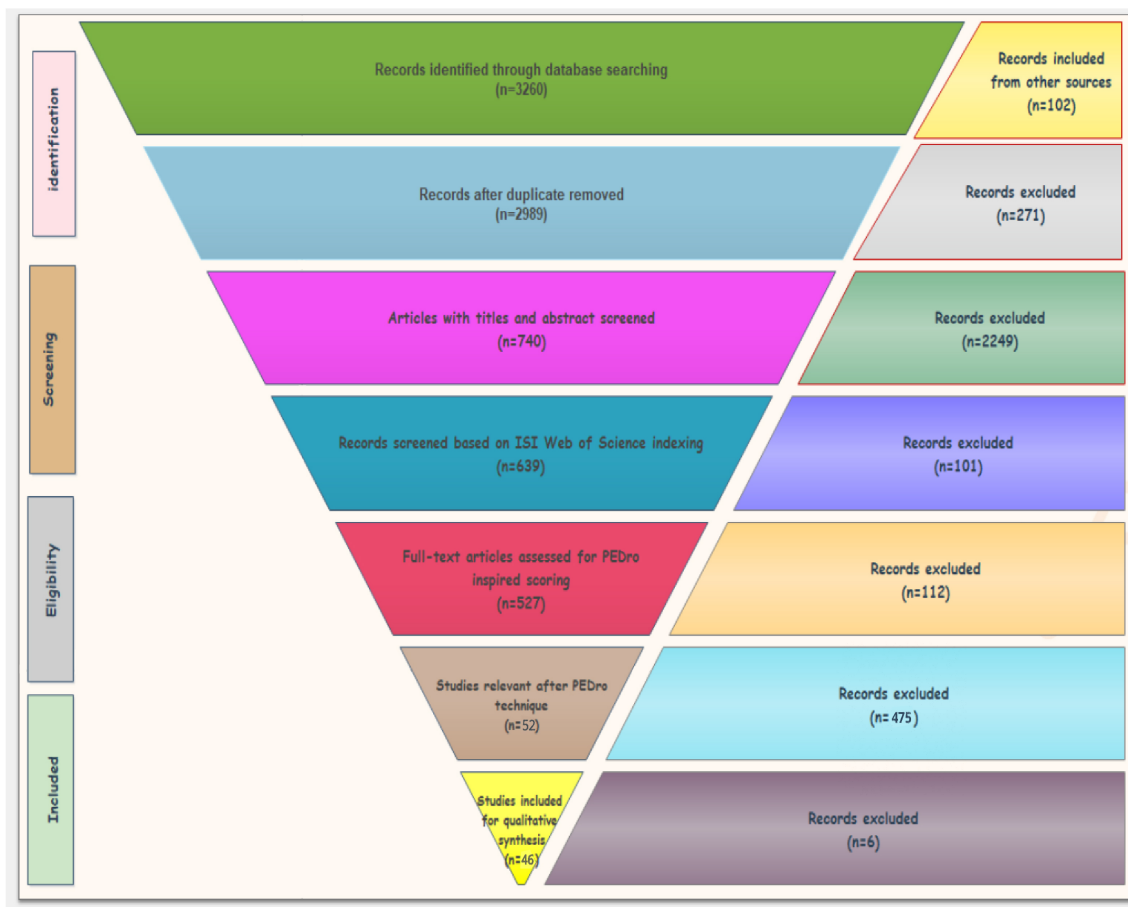 identification
Records identified through database searching
(n=3260)
Records included
from other sources
(n=102)
Records after duplicate removed
(n=2989)
Records excluded
(n=271)
Screening
Articles with titles and abstract screened
(n=740)
Records excluded
(n=2249)
Records screened based on ISI Web of Science indexing
(n=639)
Records excluded
(n=101)
Eligibility
Full-text articles assessed for PEDro
inspired scoring
(n=527)
Records excluded
(n=112)
Studies relevant after PEDro
technique
(n=52)
Records excluded
(n=475)
Included
Studies included
for qualitative
synthesis
(n=46)
Records excluded
(n=6)